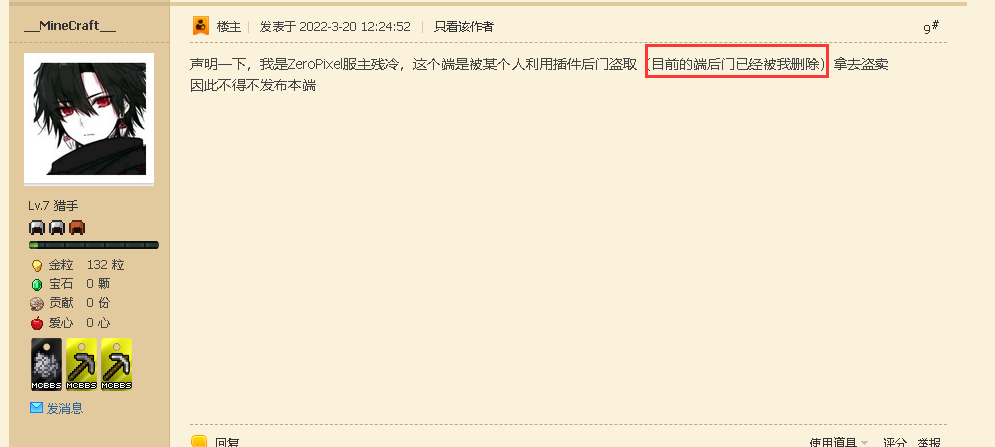 __MineCraft__
楼主 | 发表于 2022-3-20 12:24:52 | 只看该作者
9#
声明一下，我是ZeroPixel服主残冷，这个端是被某个人利用插件后门盗取（目前的端后门已经被我删除）拿去盗卖
因此不得不发布本端
Lv.7 猎手
金粒 132 粒
宝石 0 颗
贡献 0 份
爱心 0 心
MCBBS MCBBS MCBBS
发消息
回复
使用道具 评分 举报